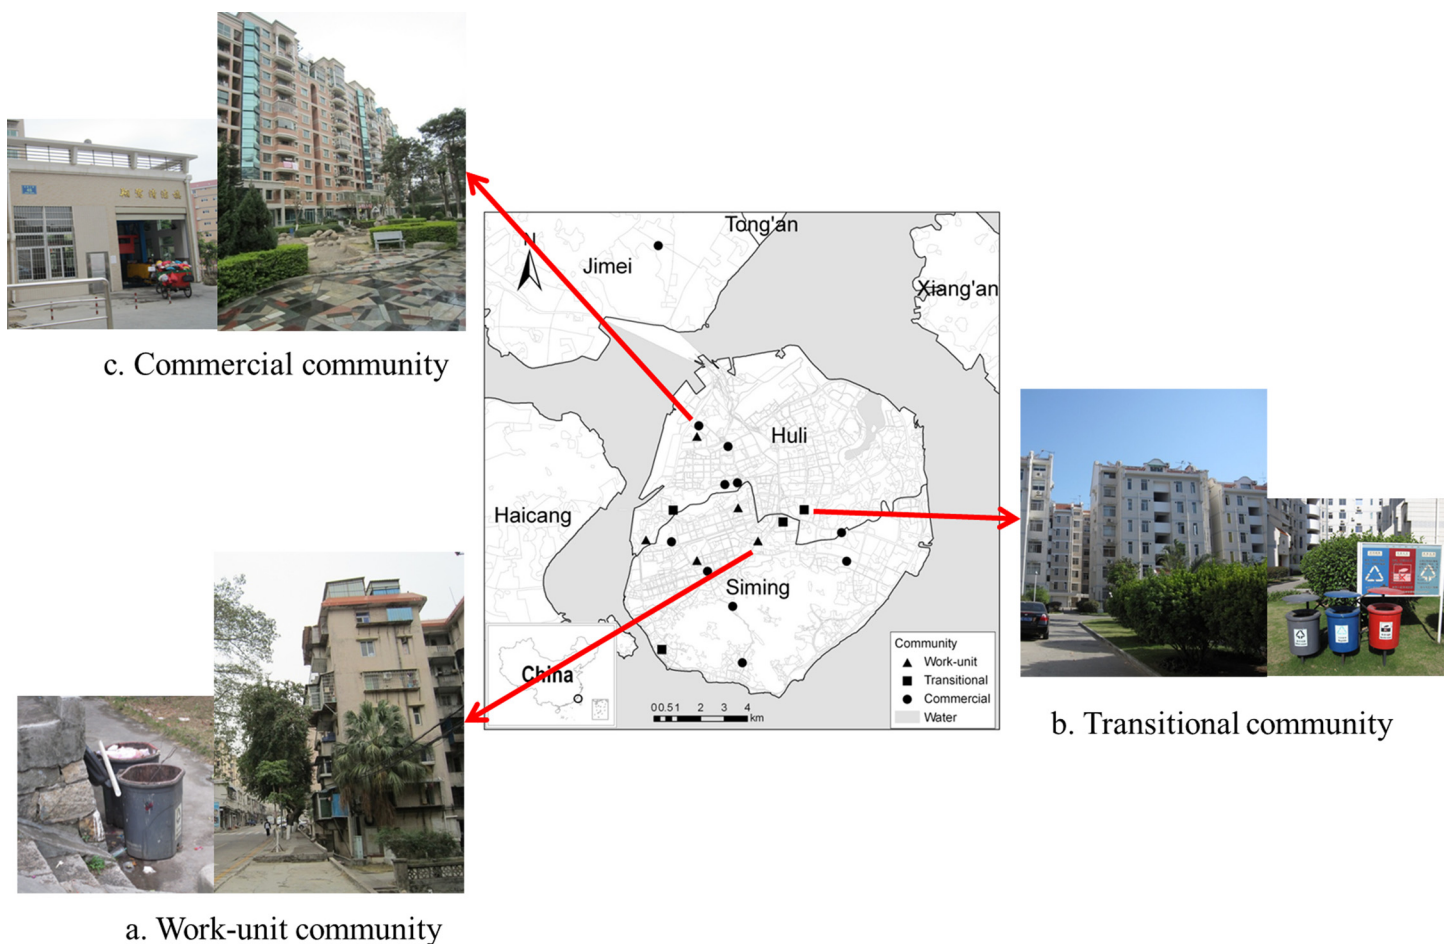 c. Commercial community
Tong'an
N
Jimei
Xiang'an
Huli
Haicang
Siming
China
Community
Work-unit
Transitional
Commercial
Water
0 0.5 1 2 3 4
km
b. Transitional community
a. Work-unit community